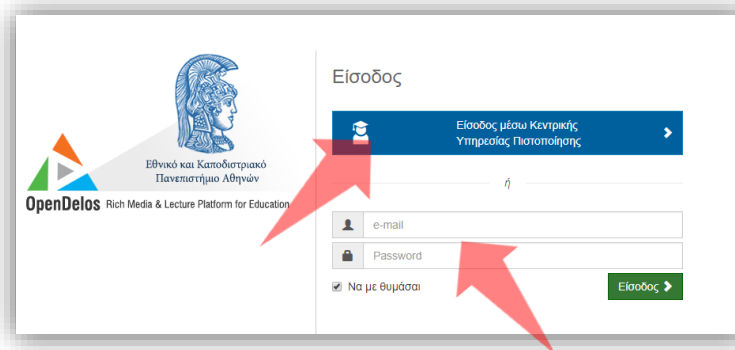 Εθνικό και Καποδιστριακό
Πανεπιστήμιο Αθηνών
OpenDelos Rich Media & Lecture Platform for Education
Είσοδος
Είσοδος μέσω Κεντρικής
Υπηρεσίας Πιστοποίησης
ή
e-mail
Password
Να με θυμάσαι
Είσοδος